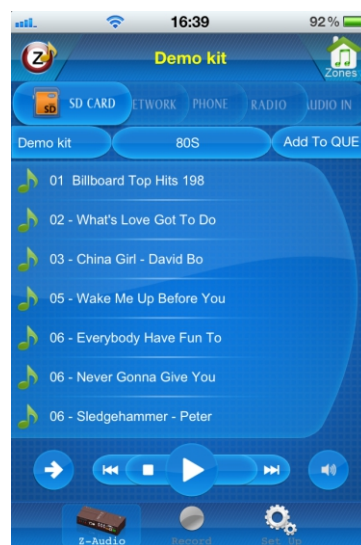 16:39 92%
Z Demo kit Zones
SD SD CARD ETWORK PHONE RADIO AUDIO IN
Demo kit 80S Add To QUE
01 Billboard Top Hits 198
02 - What's Love Got To Do
03 - China Girl - David Bo
05 - Wake Me Up Before You
06 - Everybody Have Fun To
06 - Never Gonna Give You
06 - Sledgehammer - Peter
Z-Audio Record Set Up